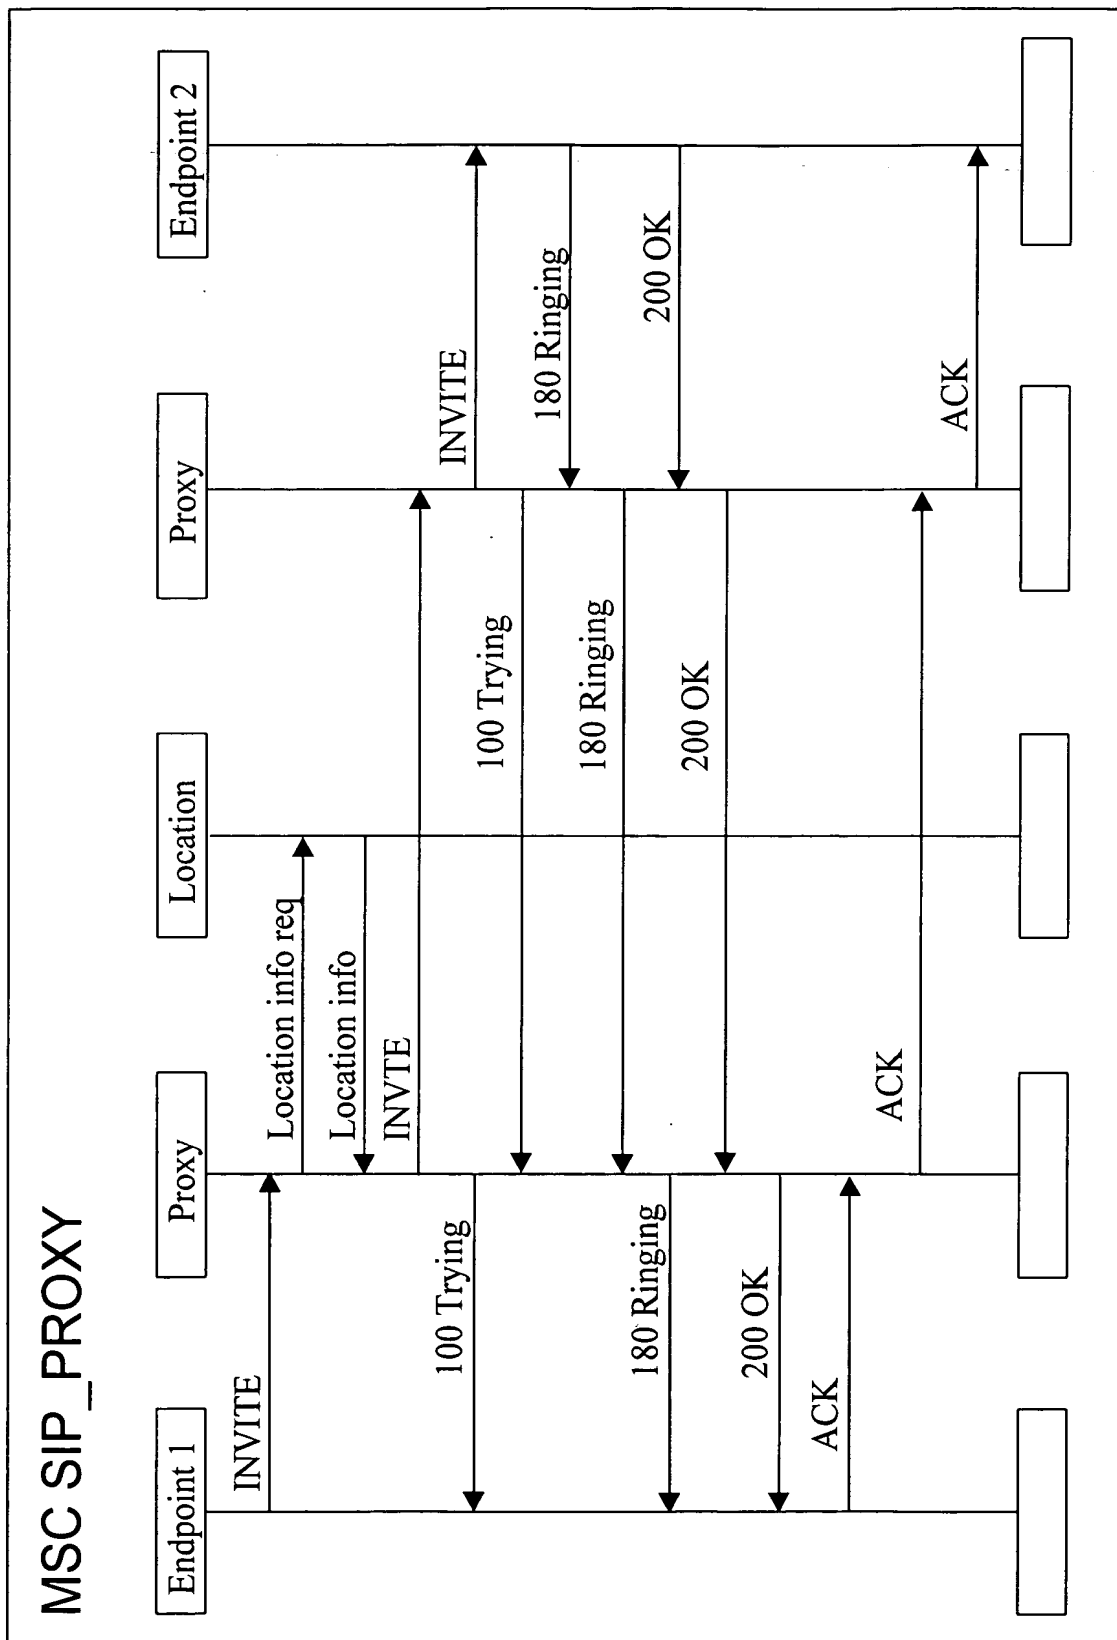 MSC SIP_PROXY
Endpoint 1
Proxy
Location
Proxy
Endpoint 2
INVITE
Location info req
Location info
INVTE
INVITE
100 Trying
100 Trying
180 Ringing
180 Ringing
180 Ringing
200 OK
200 OK
200 OK
ACK
ACK
ACK